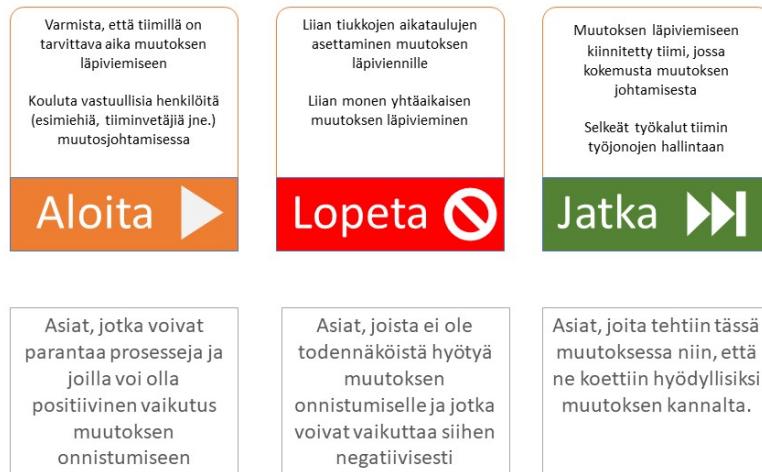 Varmista, että tiimillä on
tarvittava aika muutoksen
läpiviemiseen
Kouluta vastuullisia henkilöitä
(esimiehiä, tiiminvetäjiä jne.)
muutosjohtamisessa
Aloita
Liian tiukkojen aikataulujen
asettaminen muutoksen
läpiviennille
Liian monen yhtäaikaisen
muutoksen läpivieminen
Lopeta
Muutoksen läpiviemiseen
kiinnitetty tiimi, jossa
kokemusta muutoksen
johtamisesta
Selkeät työkalut tiimin
työjonojen hallintaan
Jatka
Asiat, jotka voivat
parantaa prosesseja ja
joilla voi olla
positiivinen vaikutus
muutoksen
onnistumiseen
Asiat, joista ei ole
todennäköistä hyötyä
muutoksen
onnistumiselle ja jotka
voivat vaikuttaa siihen
negatiivisesti
Asiat, joita tehtiin tässä
muutoksessa niin, että
ne koettiin hyödyllisiksi
muutoksen kannalta.